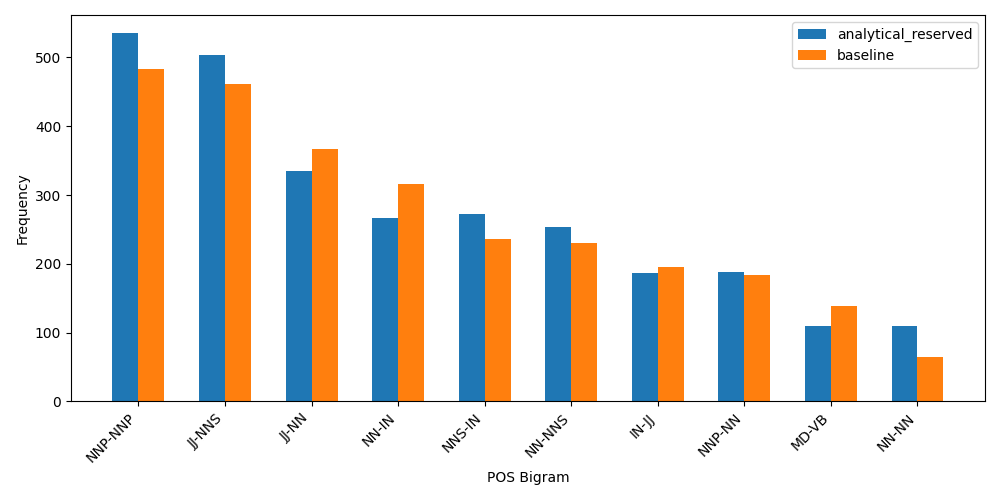 analytical_reserved
baseline
Frequency
500
400
300
200
100
0
NNP-NNP
JJ-NNS
JJ-NN
NN-IN
NNS-IN
NN-NNS
IN-JJ
NNP-NN
MD-VB
NN-NN
POS Bigram